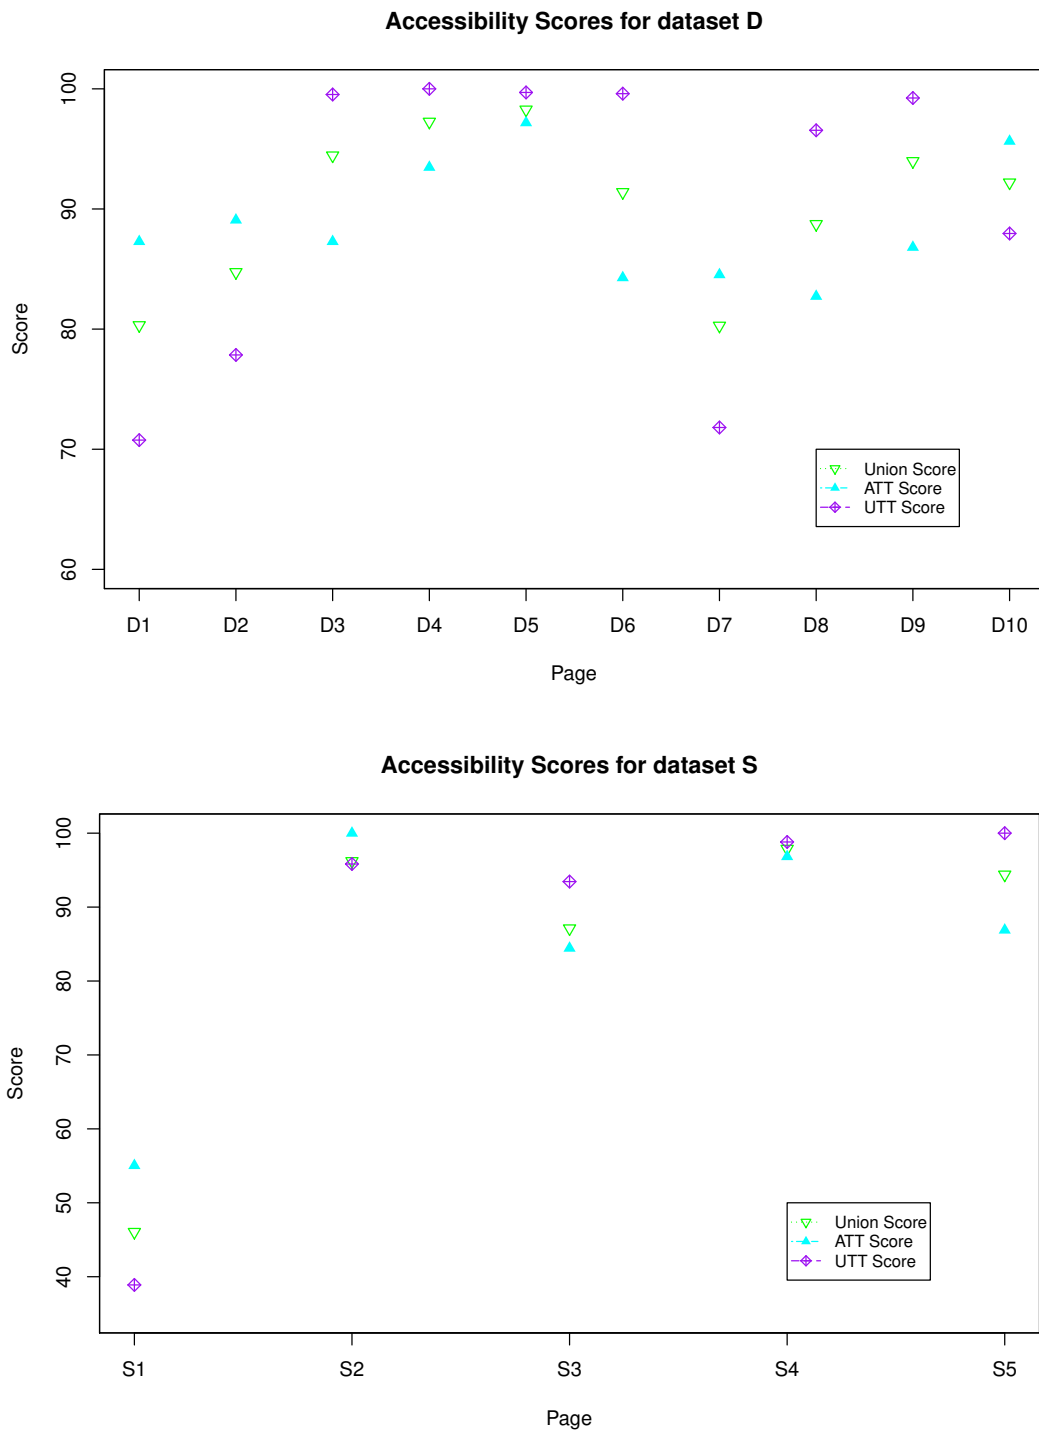 Accessibility Scores for dataset D
100
90
80
70
60
Score
Union Score
ATT Score
UTT Score
D1 D2 D3 D4 D5 D6 D7 D8 D9 D10
Page
Accessibility Scores for dataset S
100
90
80
70
60
50
40
Score
Union Score
ATT Score
UTT Score
S1 S2 S3 S4 S5
Page